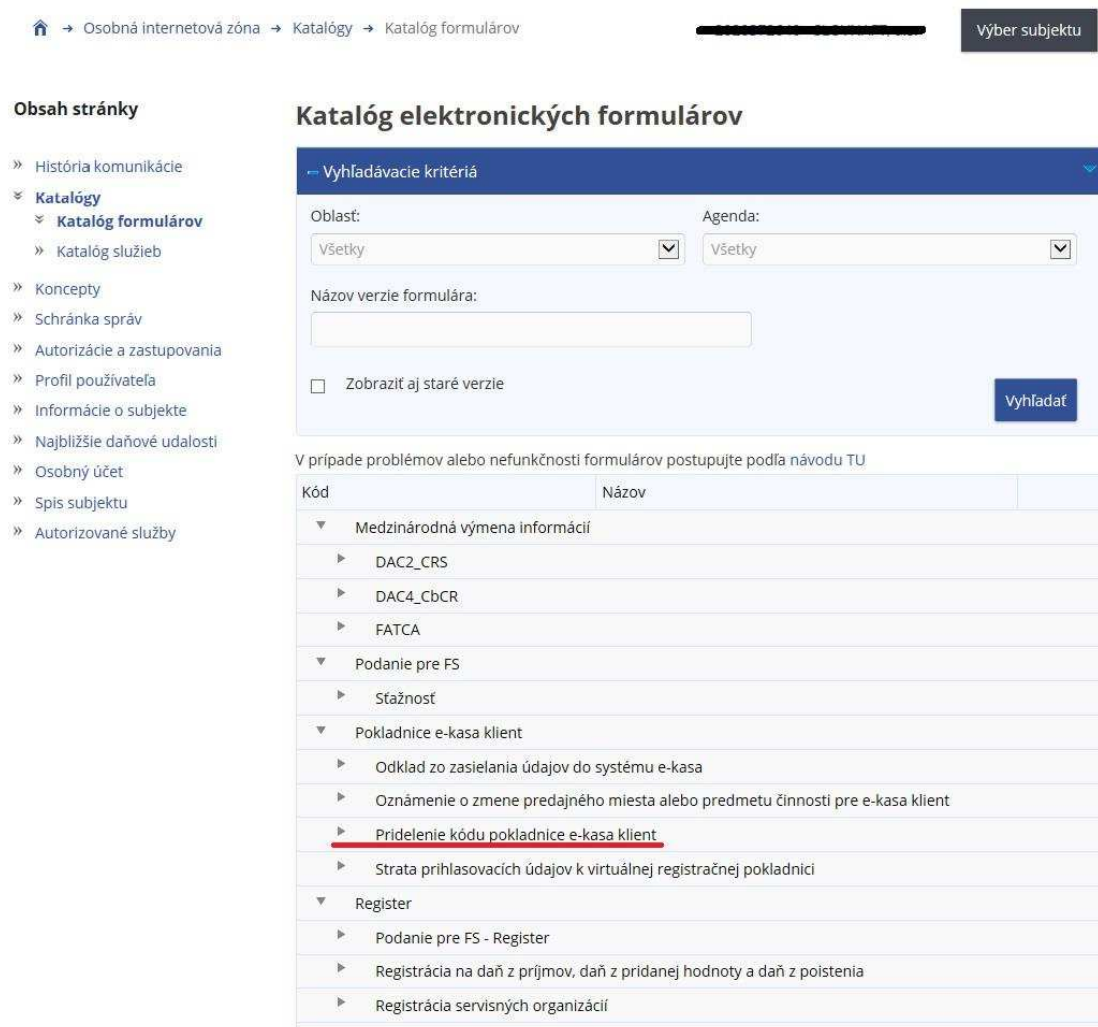 Osobná internetová zóna → Katalógy → Katalóg formulárov
Výber subjektu
Obsah stránky
» História komunikácie
Katalógy
Katalóg formulárov
» Katalóg služieb
» Koncepty
» Schránka správ
» Autorizácie a zastupovania
» Profil používateľa
» Informácie o subjekte
» Najbližšie daňové udalosti
» Osobný účet
» Spis subjektu
» Autorizované služby
Katalóg elektronických formulárov
Vyhľadávacie kritériá
Oblasť: Agenda:
Všetky Všetky
Názov verzie formulára:
Zobraziť aj staré verzie
Vyhľadať
V prípade problémov alebo nefunkčnosti formulárov postupujte podľa návodu TU
Kód Názov
Medzinárodná výmena informácií
DAC2_CRS
DAC4_CbCR
FATCA
Podanie pre FS
Sťažnosť
Pokladnice e-kasa klient
Odklad zo zasielania údajov do systému e-kasa
Oznámenie o zmene predajného miesta alebo predmetu činnosti pre e-kasa klient
Pridelenie kódu pokladnice e-kasa klient
Strata prihlasovacích údajov k virtuálnej registračnej pokladnici
Register
Podanie pre FS - Register
Registrácia na daň z príjmov, daň z pridanej hodnoty a daň z poistenia
Registrácia servisných organizácií